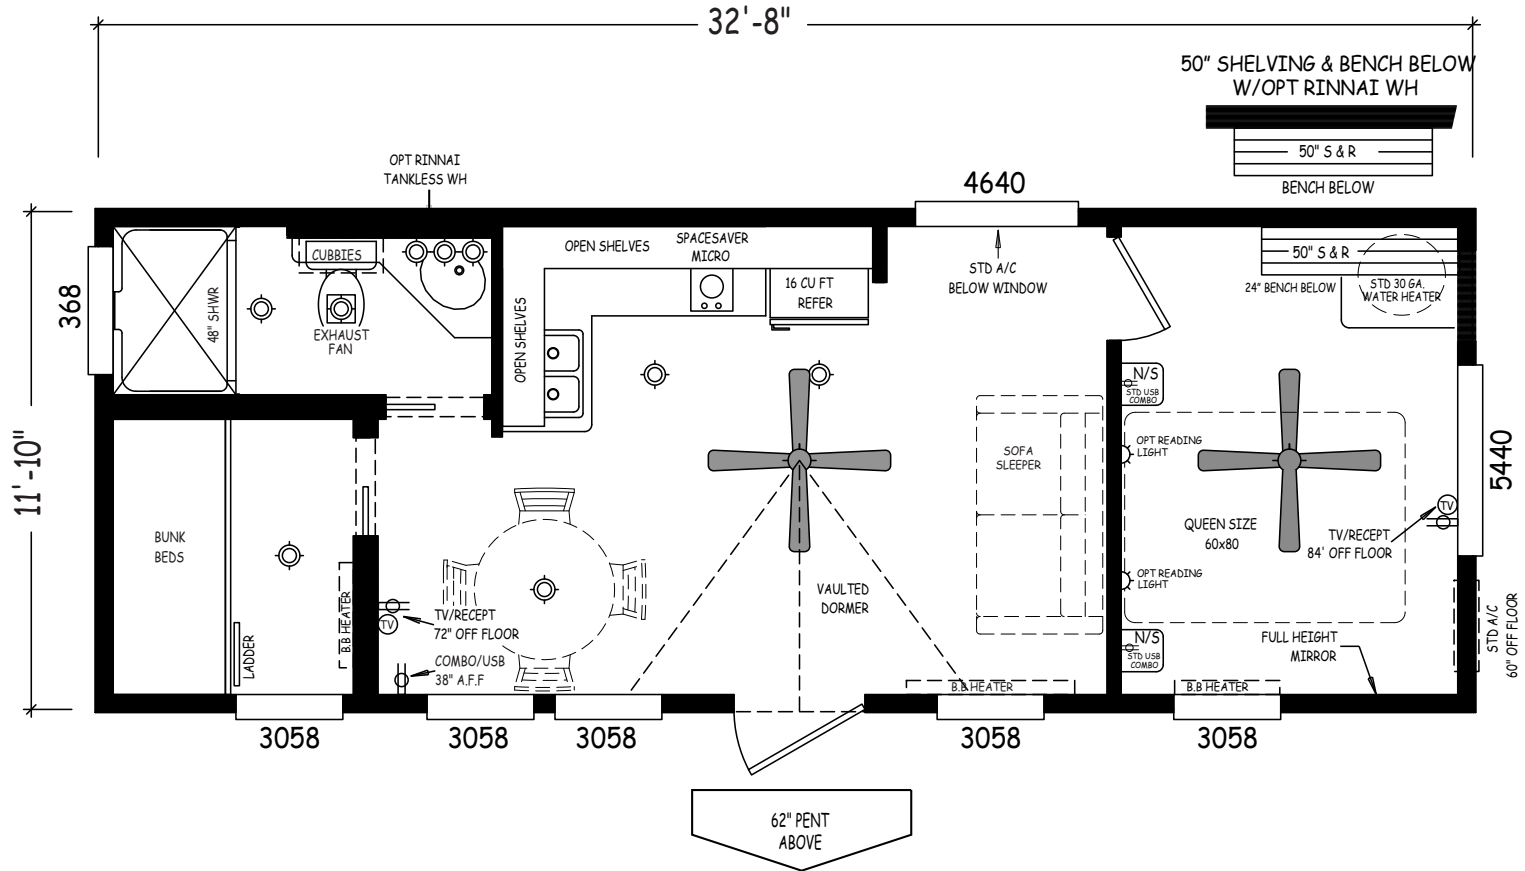 32'-8"
50" SHELVING & BENCH BELOW
W/OPT RINNAI WH
50" S & R
BENCH BELOW
OPT RINNAI
TANKLESS WH
4640
STD A/C
BELOW WINDOW
OPEN SHELVES
SPACESAVER
MICRO
16 CU FT
REFER
OPEN SHELVES
CUBBIES
EXHAUST
FAN
48" SHWR
368
11'-10"
50" S & R
24" BENCH BELOW
STD 30 GA.
WATER HEATER
N/S
STD USB
COMBO
OPT READING
LIGHT
SOFA
SLEEPER
QUEEN SIZE
60x80
TV
TV/RECEPT
84' OFF FLOOR
5440
OPT READING
LIGHT
N/S
STD USB
COMBO
FULL HEIGHT
MIRROR
STD A/C
60" OFF FLOOR
BUNK
BEDS
LADDER
B.B HEATER
TV
TV/RECEPT
72" OFF FLOOR
COMBO/USB
38" A.F.F
VAULTED
DORMER
B.B HEATER
B.B HEATER
3058
3058
3058
3058
3058
62" PENT
ABOVE